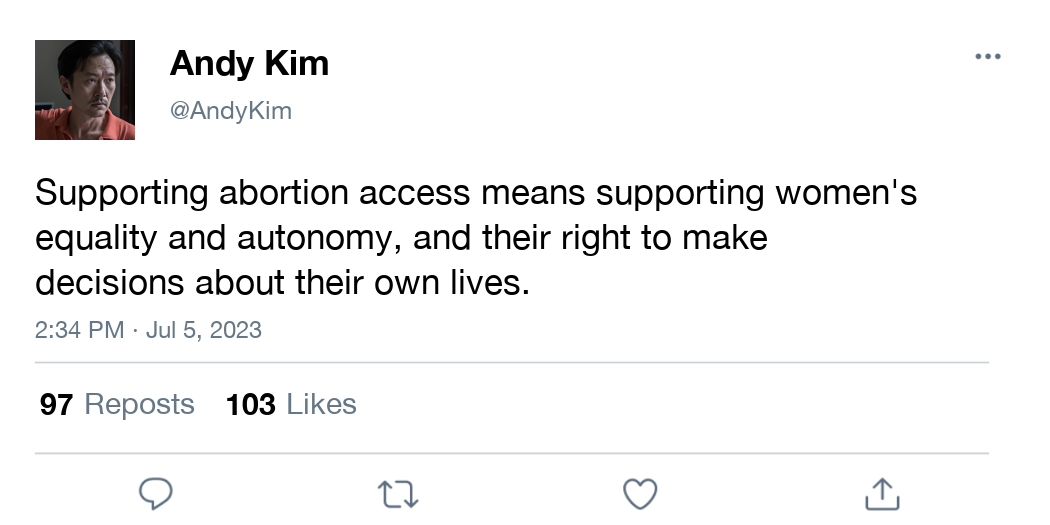 Andy Kim
@AndyKim
Supporting abortion access means supporting women's
equality and autonomy, and their right to make
decisions about their own lives.
2:34 PM · Jul 5, 2023
97 Reposts 103 Likes